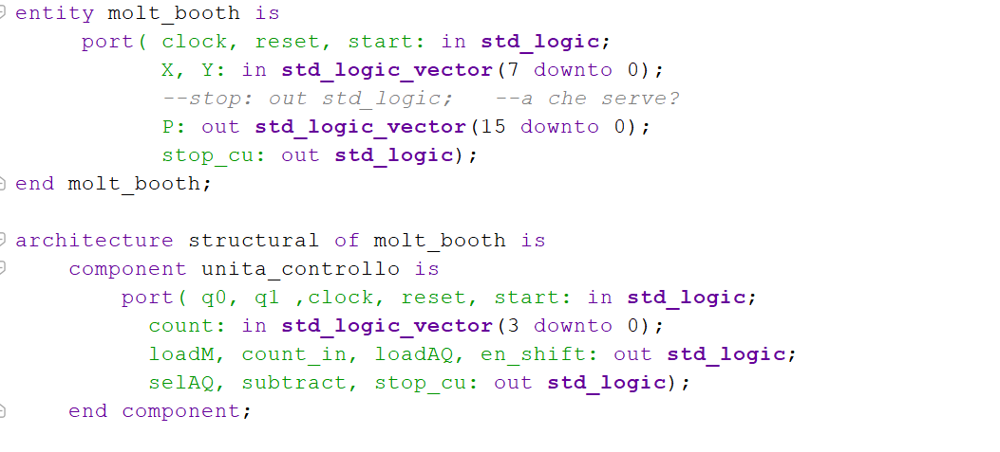 entity molt_booth is
port( clock, reset, start: in std_logic;
X, Y: in std_logic_vector(7 downto 0);
--stop: out std_logic;   --a che serve?
P: out std_logic_vector(15 downto 0);
stop_cu: out std_logic);
end molt_booth;
architecture structural of molt_booth is
component unita_controllo is
port( q0, q1 ,clock, reset, start: in std_logic;
count: in std_logic_vector(3 downto 0);
loadM, count_in, loadAQ, en_shift: out std_logic;
selAQ, subtract, stop_cu: out std_logic);
end component;